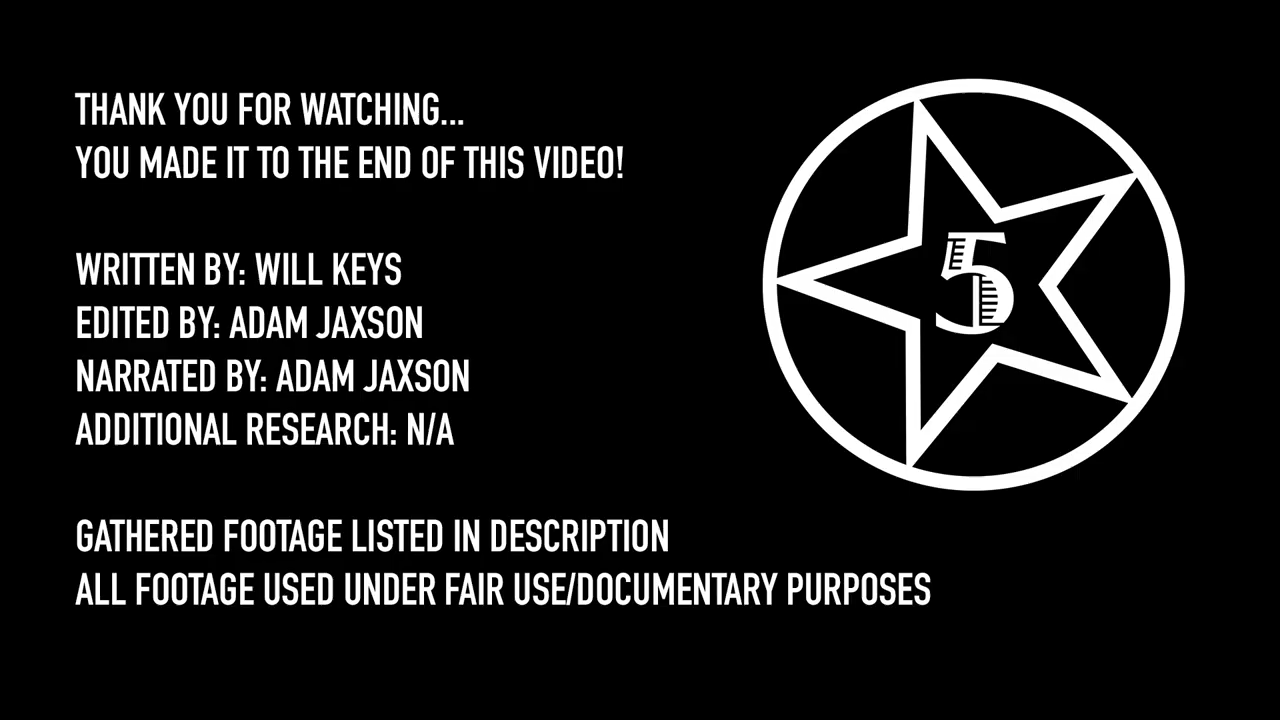 THANK YOU FOR WATCHING...
YOU MADE IT TO THE END OF THIS VIDEO!
WRITTEN BY: WILL KEYS
EDITED BY: ADAM JAXSON
NARRATED BY: ADAM JAXSON
ADDITIONAL RESEARCH: N/A
GATHERED FOOTAGE LISTED IN DESCRIPTION
ALL FOOTAGE USED UNDER FAIR USE/DOCUMENTARY PURPOSES
5